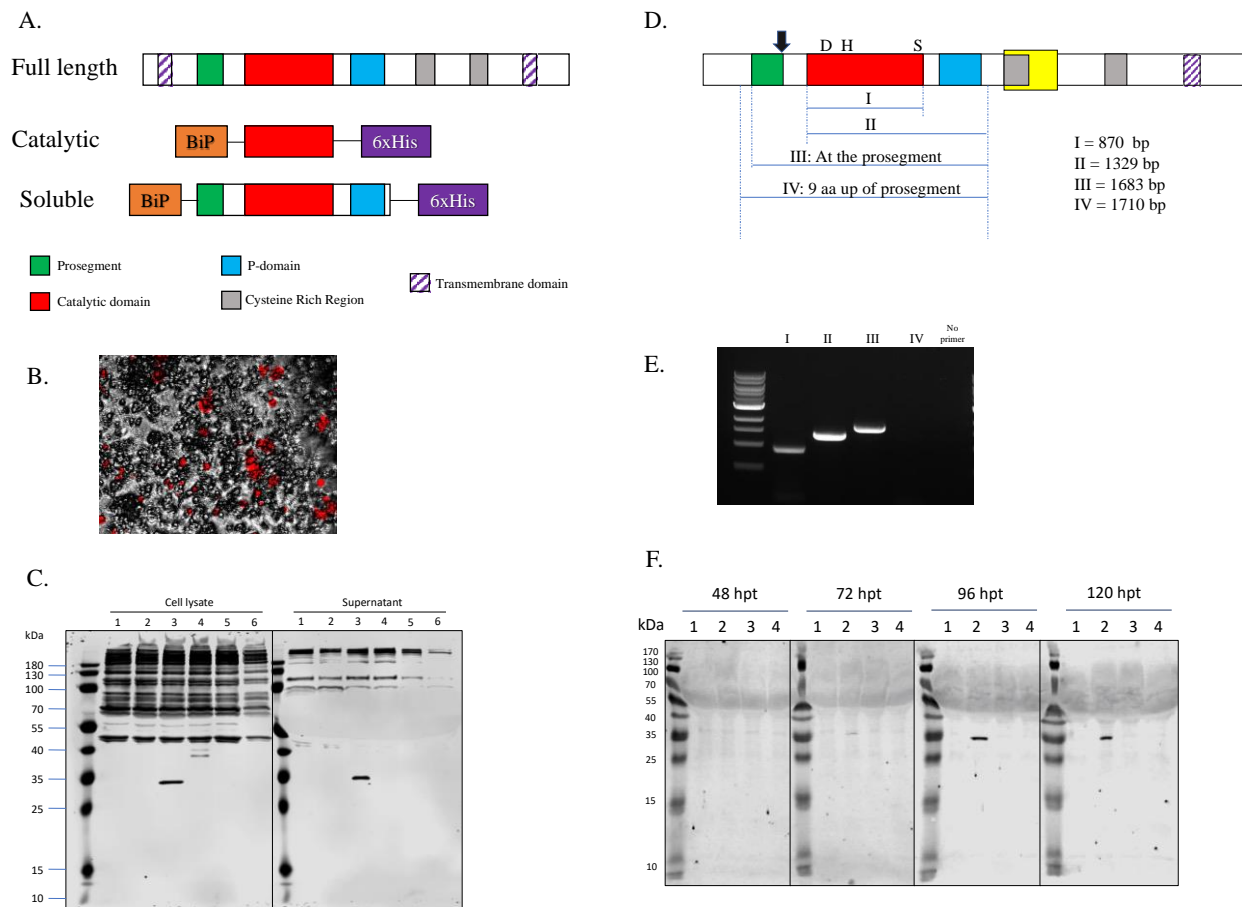 A.
Full length
Catalytic
BiP
6xHis
Soluble
BiP
6xHis
Prosegment
P-domain
Transmembrane domain
Catalytic domain
Cysteine Rich Region
B.
C.
Cell lysate
Supernatant
kDa
1 2 3 4 5 6
1 2 3 4 5 6
180
130
100
70
55
40
35
25
15
10
D.
D H S
I
II
III: At the prosegment
IV: 9 aa up of prosegment
I = 870 bp
II = 1329 bp
III = 1683 bp
IV = 1710 bp
E.
I II III IV No primer
F.
48 hpt 72 hpt 96 hpt 120 hpt
kDa 1 2 3 4 1 2 3 4 1 2 3 4 1 2 3 4
170
130
100
70
55
40
35
25
15
10